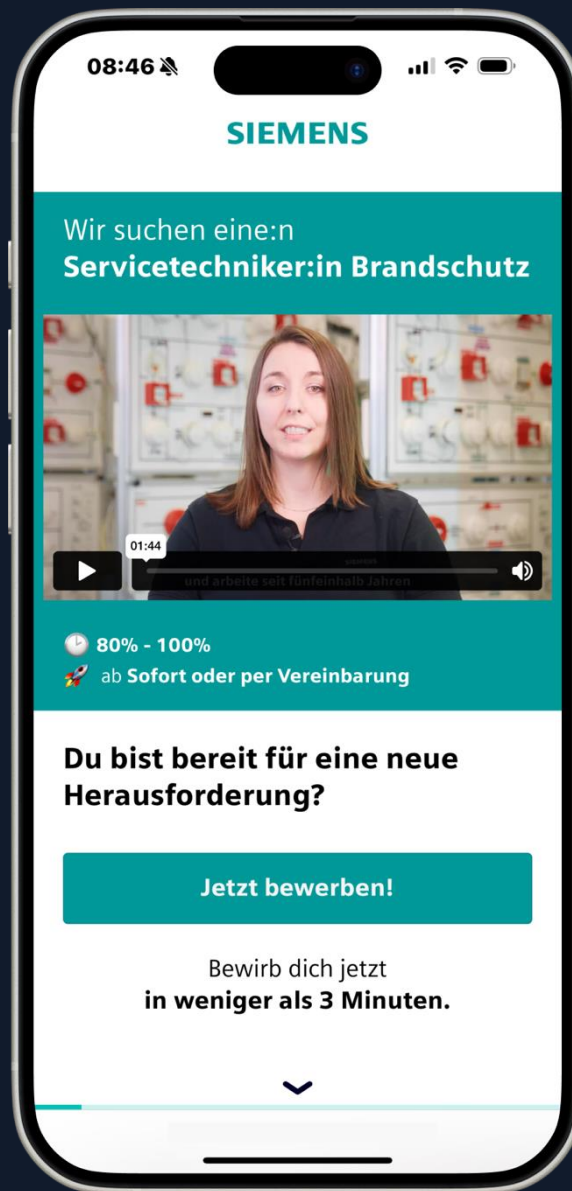 08:46
SIEMENS
Wir suchen eine:n
Servicetechniker:in Brandschutz
01:44
siemens
und arbeite seit fünfeinhalb Jahren
80% - 100%
ab Sofort oder per Vereinbarung
Du bist bereit für eine neue
Herausforderung?
Jetzt bewerben!
Bewirb dich jetzt
in weniger als 3 Minuten.